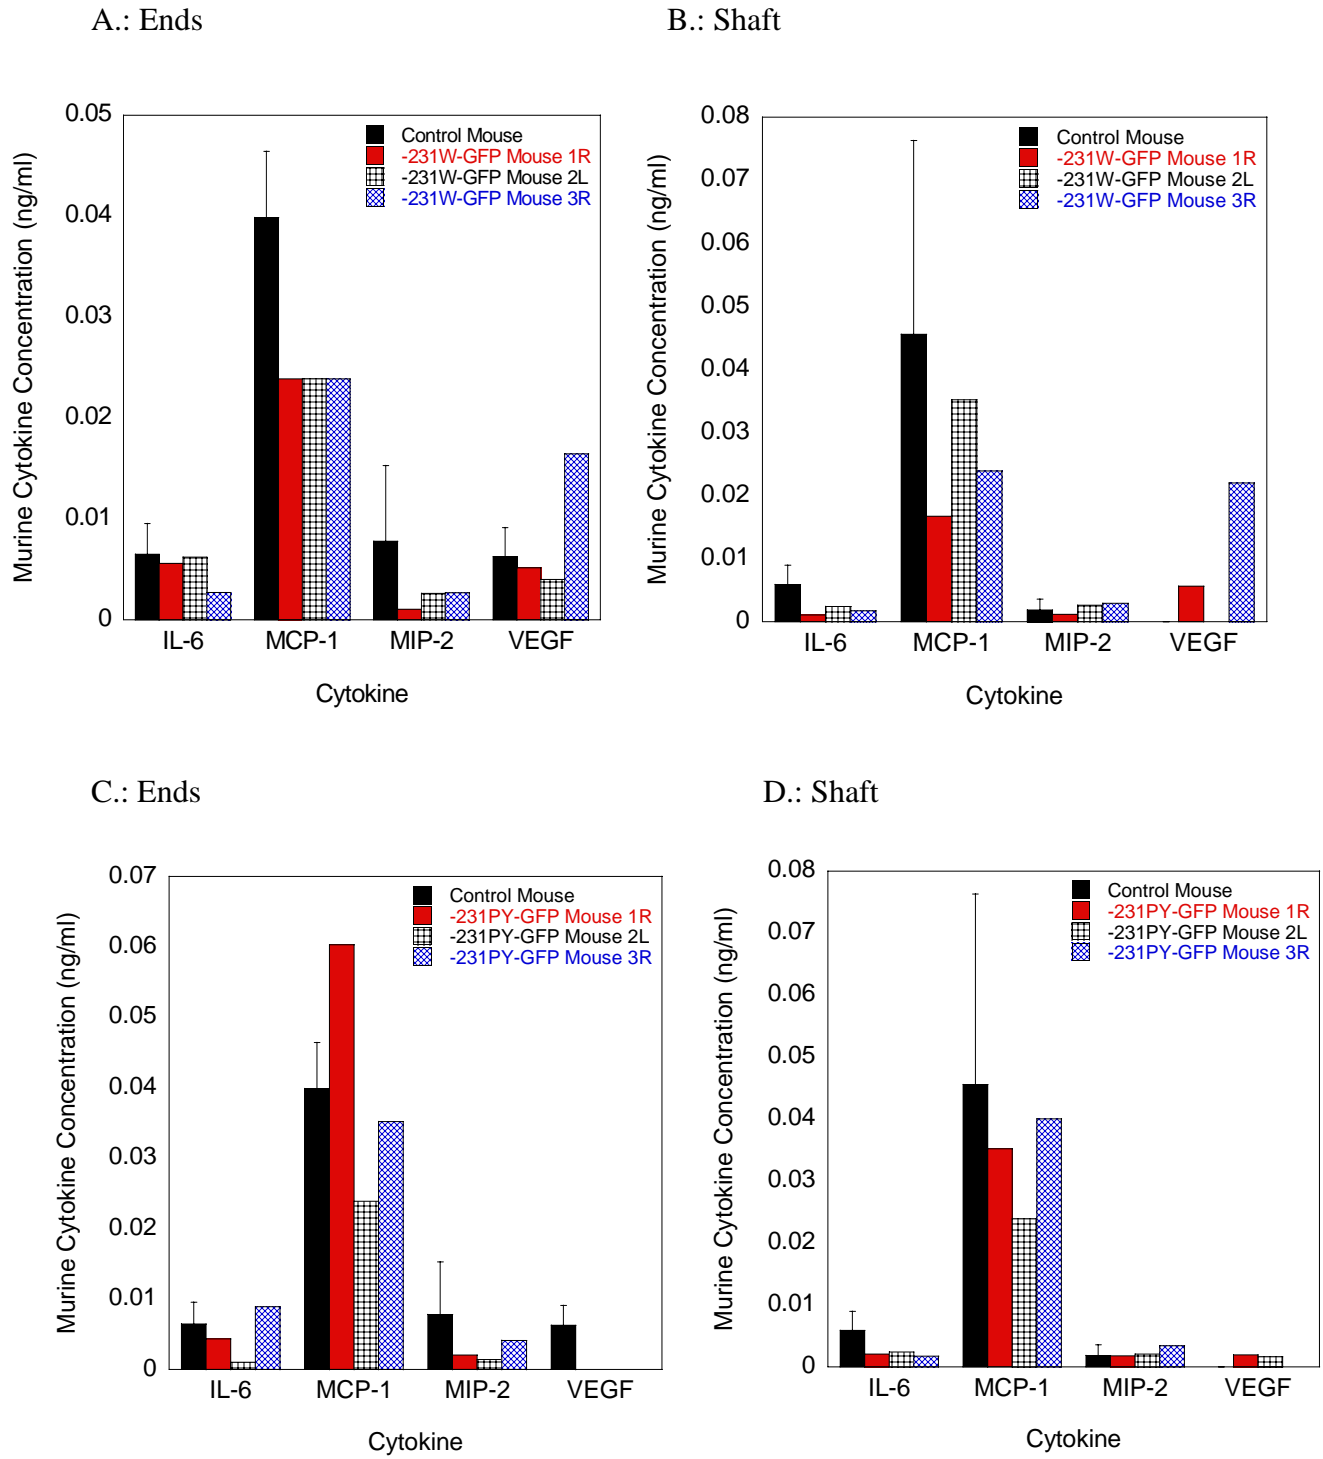 A.: Ends
Murine Cytokine Concentration (ng/ml)
0.05
0.04
0.03
0.02
0.01
0
Control Mouse
-231W-GFP Mouse 1R
-231W-GFP Mouse 2L
-231W-GFP Mouse 3R
IL-6 MCP-1 MIP-2 VEGF
Cytokine
B.: Shaft
Murine Cytokine Concentration (ng/ml)
0.08
0.07
0.06
0.05
0.04
0.03
0.02
0.01
0
Control Mouse
-231W-GFP Mouse 1R
-231W-GFP Mouse 2L
-231W-GFP Mouse 3R
IL-6 MCP-1 MIP-2 VEGF
Cytokine
C.: Ends
Murine Cytokine Concentration (ng/ml)
0.07
0.06
0.05
0.04
0.03
0.02
0.01
0
Control Mouse
-231PY-GFP Mouse 1R
-231PY-GFP Mouse 2L
-231PY-GFP Mouse 3R
IL-6 MCP-1 MIP-2 VEGF
Cytokine
D.: Shaft
Murine Cytokine Concentration (ng/ml)
0.08
0.07
0.06
0.05
0.04
0.03
0.02
0.01
0
Control Mouse
-231PY-GFP Mouse 1R
-231PY-GFP Mouse 2L
-231PY-GFP Mouse 3R
IL-6 MCP-1 MIP-2 VEGF
Cytokine